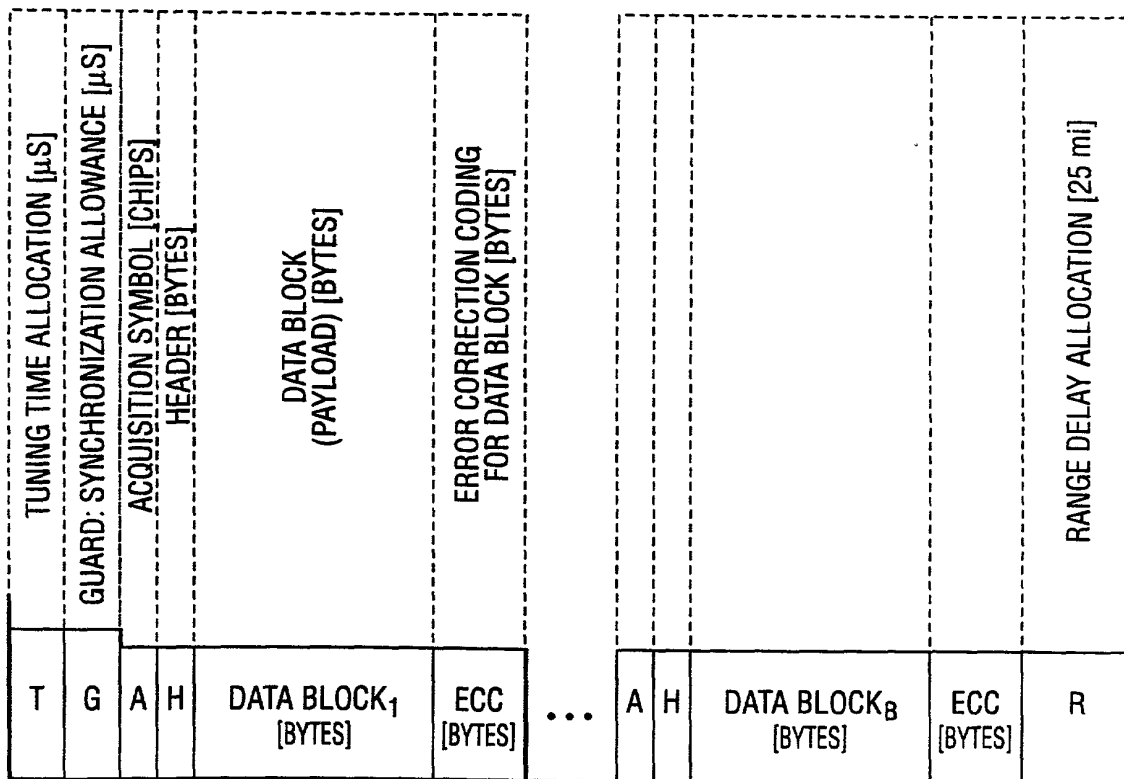 TUNING TIME ALLOCATION [µS]
GUARD: SYNCHRONIZATION ALLOWANCE [µS]
ACQUISITION SYMBOL [CHIPS]
HEADER [BYTES]
DATA BLOCK
(PAYLOAD) [BYTES]
ERROR CORRECTION CODING
FOR DATA BLOCK [BYTES]
RANGE DELAY ALLOCATION [25 mi]
T G A H DATA BLOCK₁ ECC ••• A H DATA BLOCK_B ECC R
[BYTES] [BYTES] [BYTES] [BYTES]